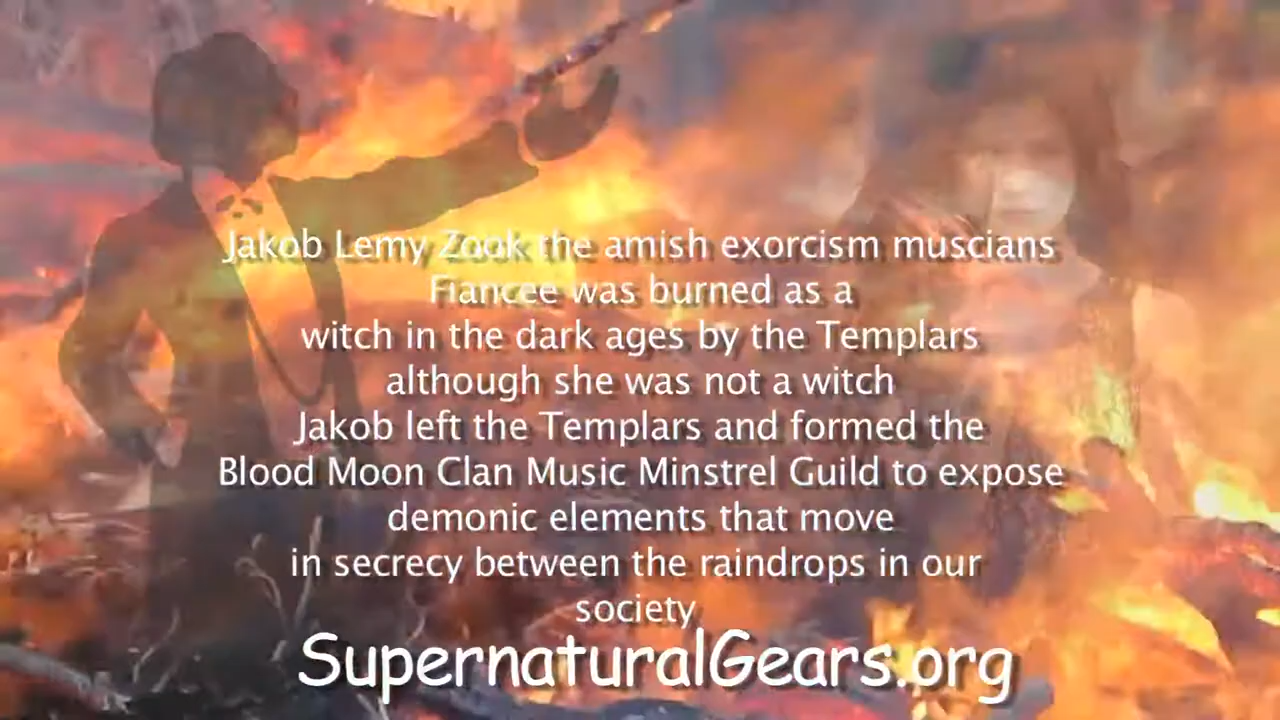 Jakob Lemy Zook the amish exorcism muscians
Fiancee was burned as a
witch in the dark ages by the Templars
although she was not a witch
Jakob left the Templars and formed the
Blood Moon Clan Music Minstrel Guild to expose
demonic elements that move
in secrecy between the raindrops in our
society
SupernaturalGears.org